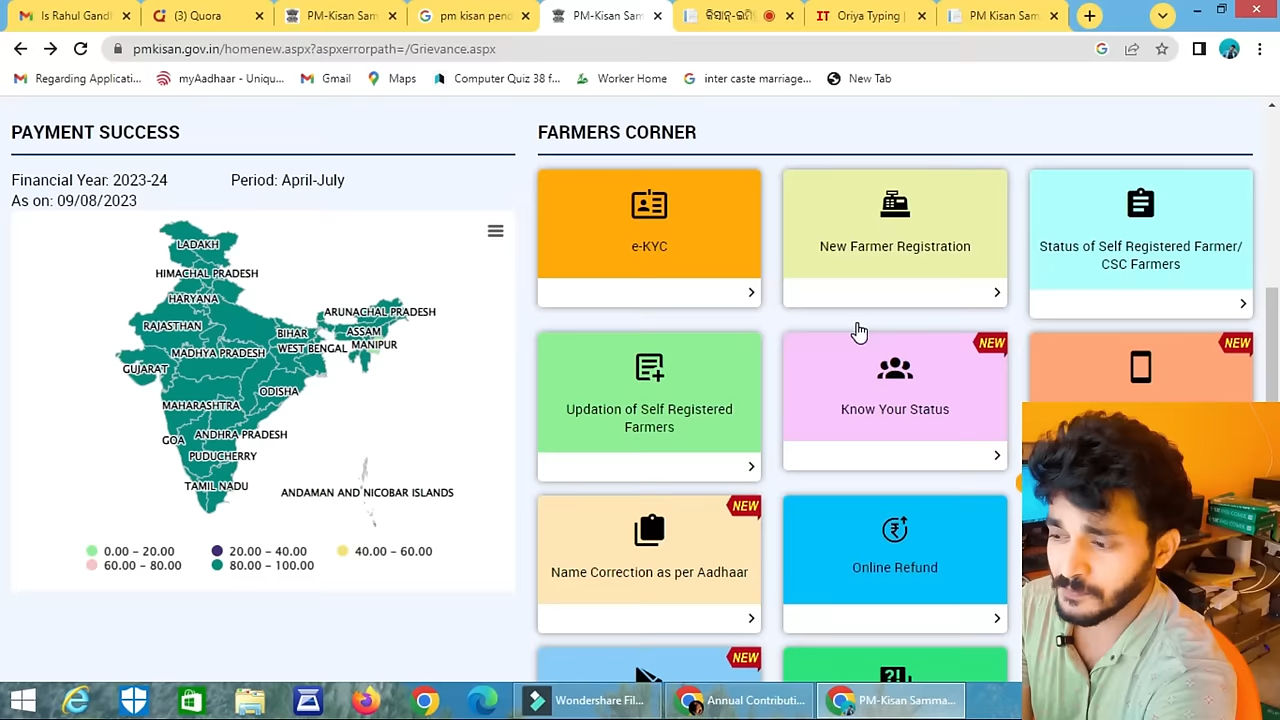 Is Rahul Gandh
(3) Quora
PM-Kisan Sam
pm kisan pend
PM-Kisan Sam
କିସାନ-ଭାଗି
Oriya Typing |
PM Kisan Sam
pmkisan.gov.in/homenew.aspx?aspxerrorpath=/Grievance.aspx
Regarding Applicati...
myAadhaar - Uniqu...
Gmail
Maps
Computer Quiz 38 f...
Worker Home
inter caste marriage...
New Tab
PAYMENT SUCCESS
Financial Year: 2023-24
Period: April-July
As on: 09/08/2023
LADAKH
HIMACHAL PRADESH
HARYANA
ARUNACHAL PRADESH
RAJASTHAN
BIHAR
ASSAM
MADHYA PRADESH
WEST BENGAL
MANIPUR
GUJARAT
ODISHA
MAHARASHTRA
GOA
ANDHRA PRADESH
PUDUCHERRY
TAMIL NADU
ANDAMAN AND NICOBAR ISLANDS
0.00 – 20.00
20.00 – 40.00
40.00 – 60.00
60.00 – 80.00
80.00 – 100.00
FARMERS CORNER
e-KYC
New Farmer Registration
Status of Self Registered Farmer/
CSC Farmers
Updation of Self Registered
Farmers
NEW
Know Your Status
NEW
NEW
Name Correction as per Aadhaar
Online Refund
NEW
Wondershare Fil...
Annual Contributi...
PM-Kisan Samma...